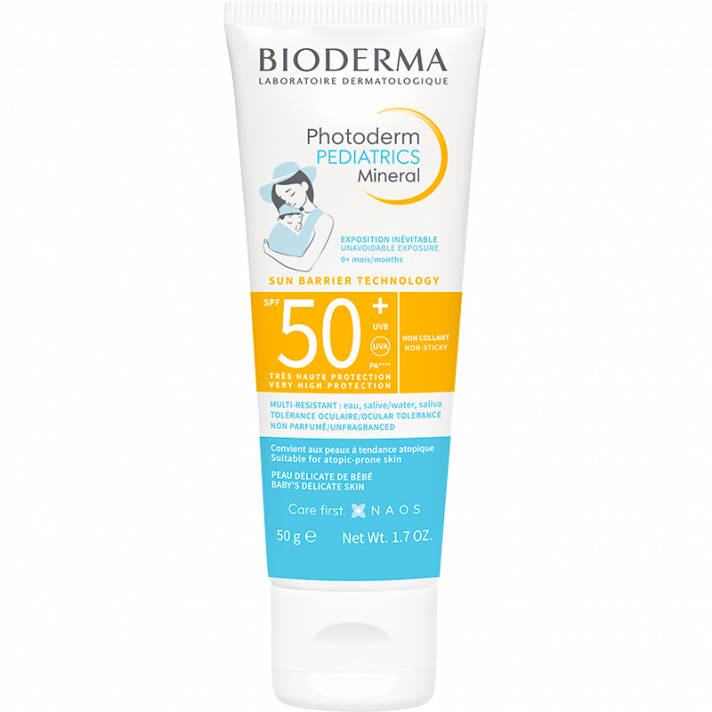 BIODERMA
LABORATOIRE DERMATOLOGIQUE
Photoderm
PEDIATRICS
Mineral
EXPOSITION INÉVITABLE
UNAVOIDABLE EXPOSURE
0+ mois/months
SUN BARRIER TECHNOLOGY
SPF 50+
UVB
UVA
PA****
NON COLLANT
NON-STICKY
TRÈS HAUTE PROTECTION
VERY HIGH PROTECTION
MULTI-RESISTANT : eau, salive/water, saliva
TOLÉRANCE OCULAIRE/OCULAR TOLERANCE
NON PARFUMÉ/UNFRAGRANCED
Convient aux peaux à tendance atopique
Suitable for atopic-prone skin
PEAU DÉLICATE DE BÉBÉ
BABY'S DELICATE SKIN
Care first. NAOS
50 g ℮ Net Wt. 1.7 OZ.